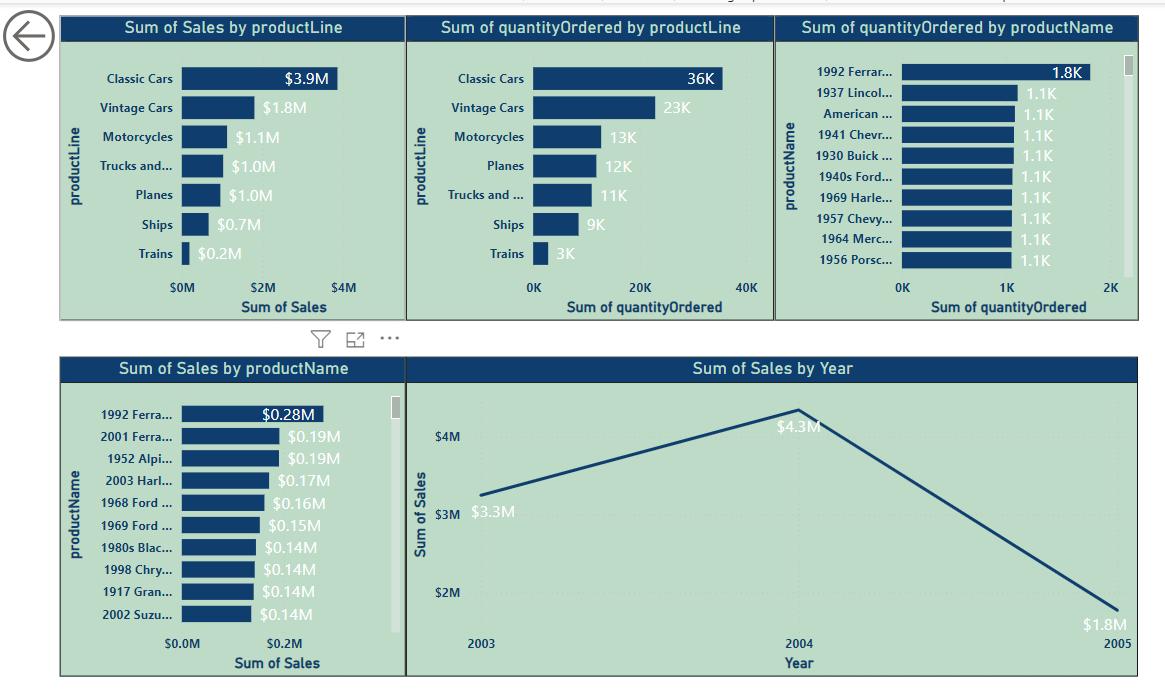 Sum of Sales by productLine
productLine
Classic Cars $3.9M
Vintage Cars $1.8M
Motorcycles $1.1M
Trucks and... $1.0M
Planes $1.0M
Ships $0.7M
Trains $0.2M
$0M $2M $4M
Sum of Sales
Sum of quantityOrdered by productLine
productLine
Classic Cars 36K
Vintage Cars 23K
Motorcycles 13K
Planes 12K
Trucks and ... 11K
Ships 9K
Trains 3K
0K 20K 40K
Sum of quantityOrdered
Sum of quantityOrdered by productName
productName
1992 Ferrar... 1.8K
1937 Lincol... 1.1K
American ... 1.1K
1941 Chevr... 1.1K
1930 Buick ... 1.1K
1940s Ford... 1.1K
1969 Harle... 1.1K
1957 Chevy... 1.1K
1964 Merc... 1.1K
1956 Porsc... 1.1K
0K 1K 2K
Sum of quantityOrdered
Sum of Sales by productName
productName
1992 Ferra... $0.28M
2001 Ferra... $0.19M
1952 Alpi... $0.19M
2003 Harl... $0.17M
1968 Ford ... $0.16M
1969 Ford ... $0.15M
1980s Blac... $0.14M
1998 Chry... $0.14M
1917 Gran... $0.14M
2002 Suzu... $0.14M
$0.0M $0.2M
Sum of Sales
Sum of Sales by Year
Sum of Sales
$4M
$3M
$2M
$3.3M
$4.3M
$1.8M
2003 2004 2005
Year